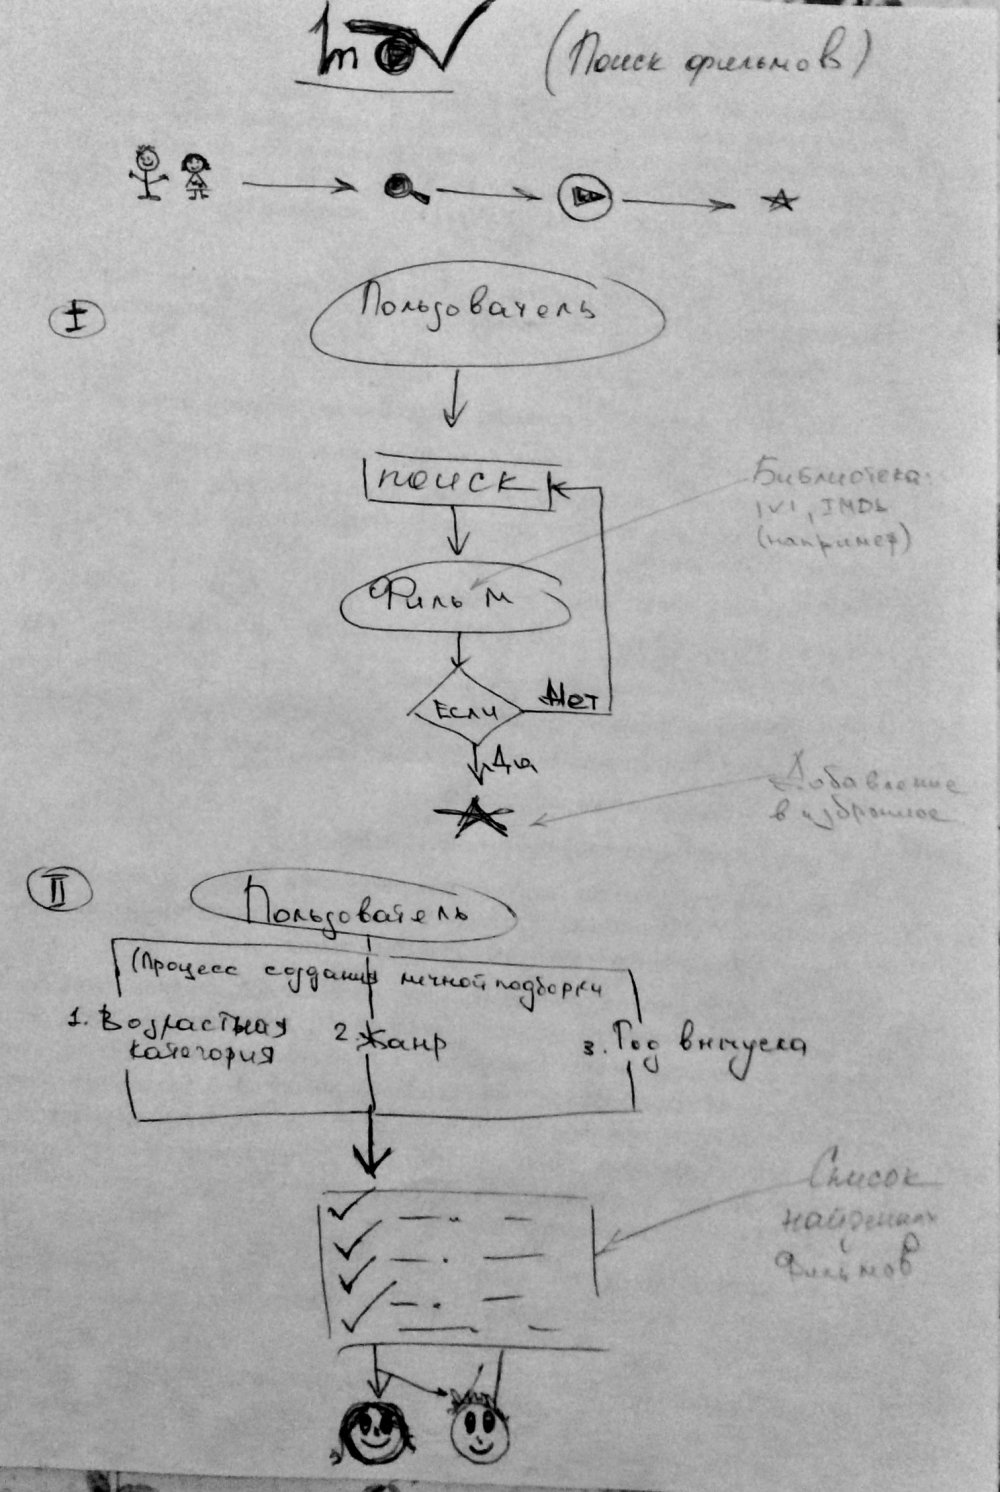 mov (Поиск фильмов)
I
Пользователь
поиск
Библиотека:
ivi, IMDb
(например)
Фильм
Если
Нет
Да
Добавление
в избранное
II
Пользователь
(Процесс создания личной подборки
1. Возрастная
категория
2. Жанр
3. Год выпуска
Список
найденных
Фильмов